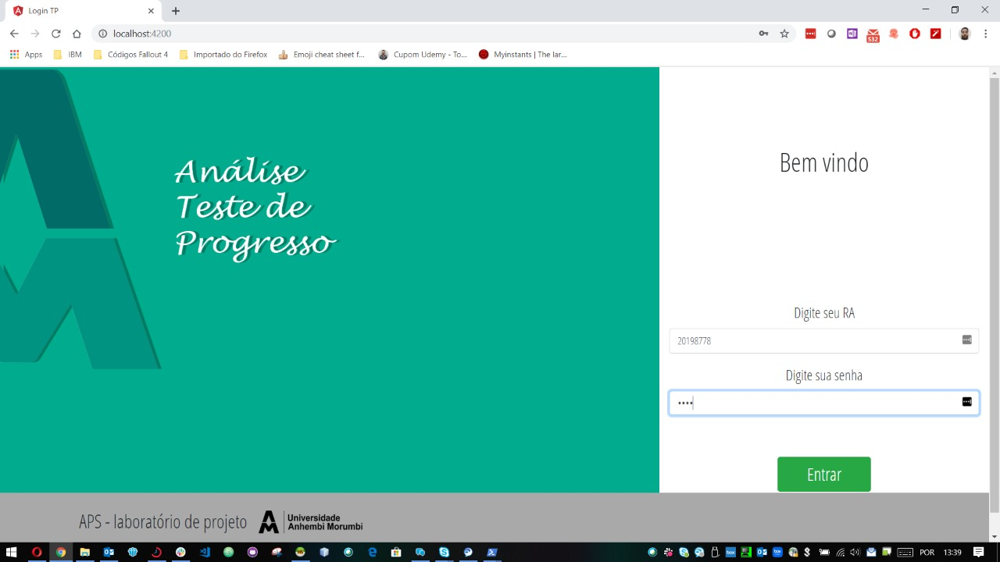 Login TP
localhost:4200
532
Apps
IBM
Códigos Fallout 4
Importado do Firefox
Emoji cheat sheet f...
Cupom Udemy - To...
Myinstants | The lar...
Análise
Teste de
Progresso
Bem vindo
Digite seu RA
20198778
Digite sua senha
••••
Entrar
APS - laboratório de projeto
Universidade
Anhembi Morumbi
POR
13:39